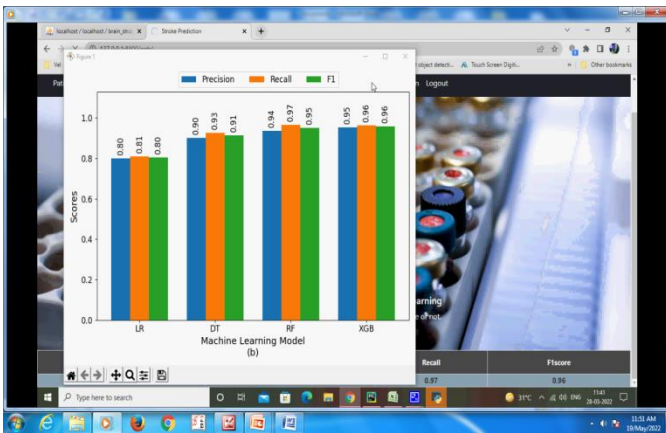 localhost / localhost / brain_stro
Stroke Prediction
Figure 1
object detecti...
Touch Screen Digiti...
Other bookmarks
Logout
Precision Recall F1
0.80 0.81 0.80 0.90 0.93 0.91 0.94 0.97 0.95 0.95 0.96 0.96
1.0
0.8
0.6
0.4
0.2
0.0
Scores
LR DT RF XGB
Machine Learning Model
(b)
arning
e or not.
Recall F1score
0.97 0.96
Type here to search
31°C ENG 11:41
28-03-2022
11:51 AM
19/May/2022